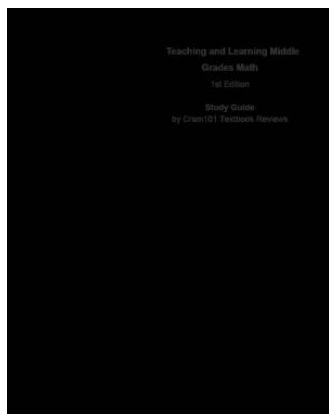 Teaching and Learning Middle
Grades Math
1st Edition
Study Guide
by Cram101 Textbook Reviews